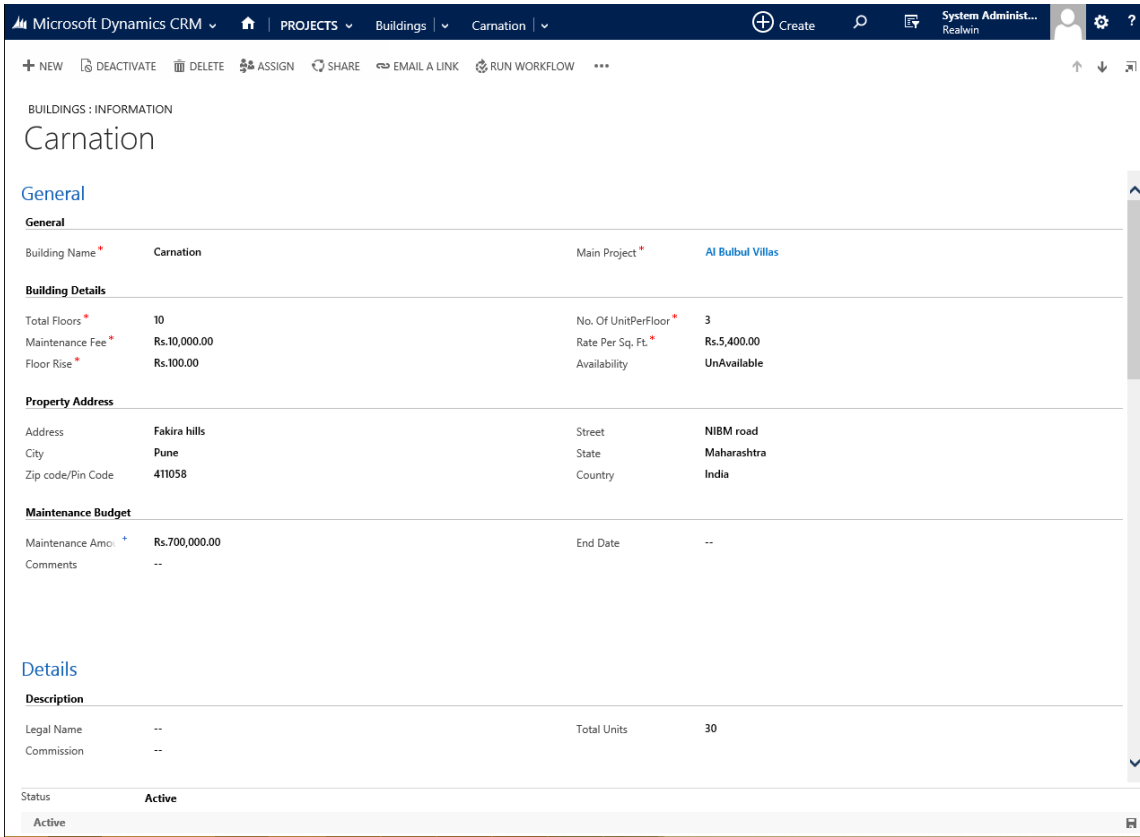 Microsoft Dynamics CRM PROJECTS Buildings Carnation Create System Administ... ?
Realwin
NEW DEACTIVATE DELETE ASSIGN SHARE EMAIL A LINK RUN WORKFLOW ...
BUILDINGS : INFORMATION
Carnation
General
General
Building Name* Carnation Main Project* Al Bulbul Villas
Building Details
Total Floors* 10 No. Of UnitPerFloor* 3
Maintenance Fee* Rs.10,000.00 Rate Per Sq. Ft.* Rs.5,400.00
Floor Rise* Rs.100.00 Availability UnAvailable
Property Address
Address Fakira hills Street NIBM road
City Pune State Maharashtra
Zip code/Pin Code 411058 Country India
Maintenance Budget
Maintenance Amou + Rs.700,000.00 End Date --
Comments --
Details
Description
Legal Name -- Total Units 30
Commission --
Status Active
Active